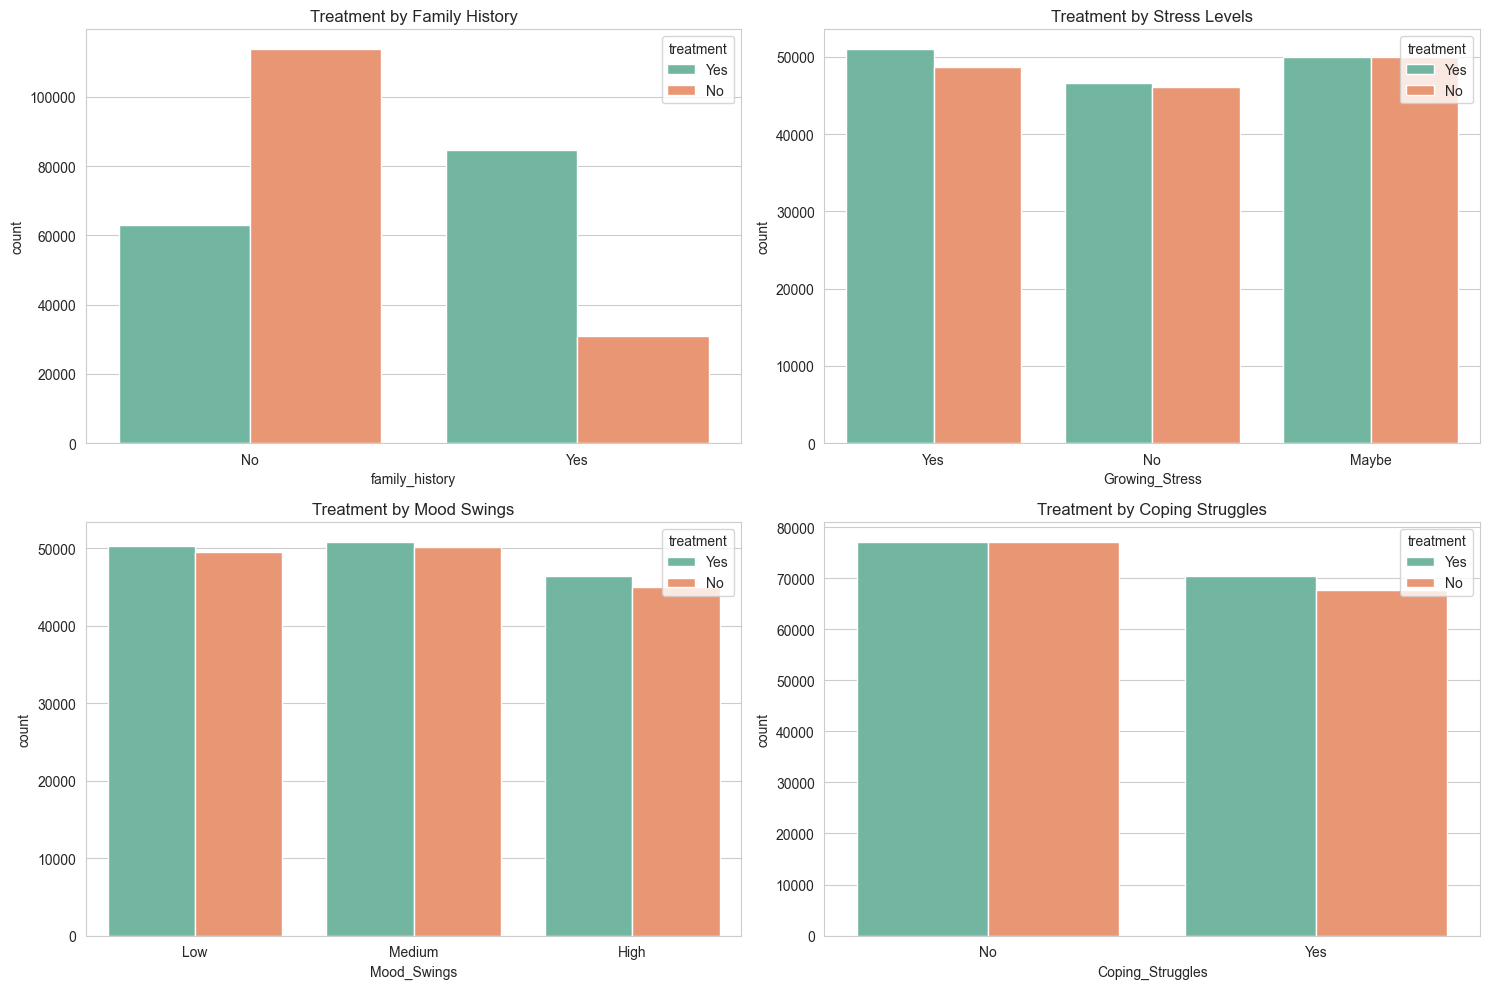 Treatment by Family History
treatment
Yes
No
100000
80000
60000
40000
20000
0
count
No
Yes
family_history
Treatment by Stress Levels
treatment
Yes
No
50000
40000
30000
20000
10000
0
count
Yes
No
Maybe
Growing_Stress
Treatment by Mood Swings
treatment
Yes
No
50000
40000
30000
20000
10000
0
count
Low
Medium
High
Mood_Swings
Treatment by Coping Struggles
treatment
Yes
No
80000
70000
60000
50000
40000
30000
20000
10000
0
count
No
Yes
Coping_Struggles